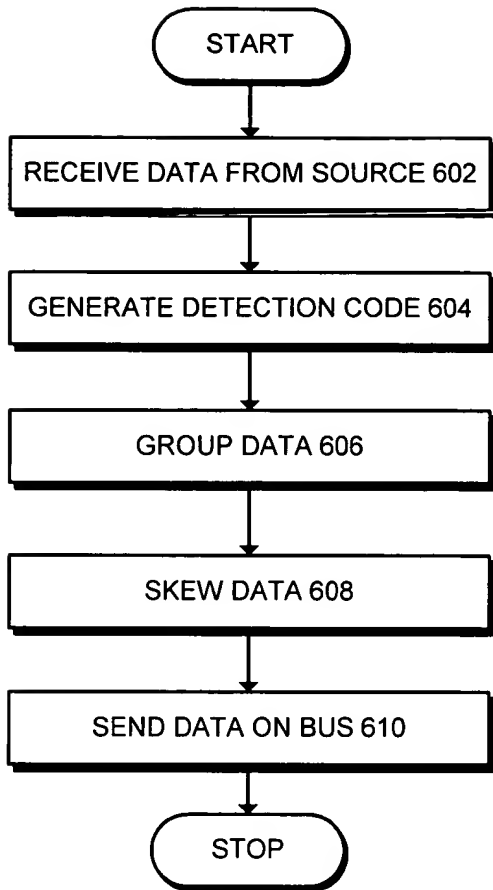 START
RECEIVE DATA FROM SOURCE 602
GENERATE DETECTION CODE 604
GROUP DATA 606
SKEW DATA 608
SEND DATA ON BUS 610
STOP